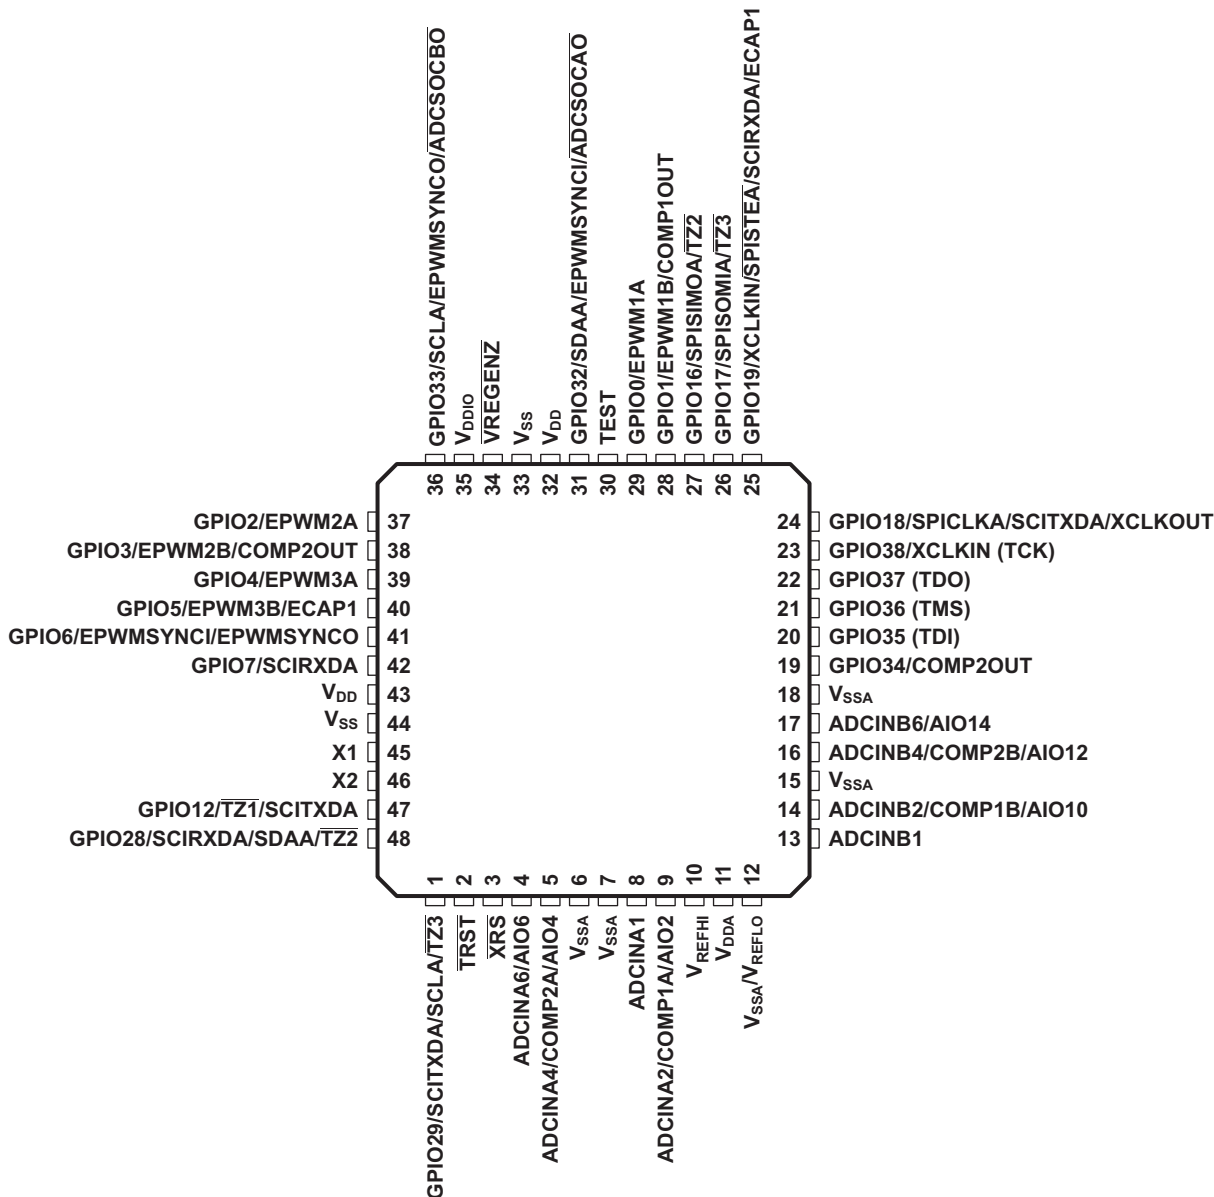 GPIO33/SCLA/EPWMSYNCO/ADCSOCBO
VDDIO
VREGENZ
VSS
VDD
GPIO32/SDAA/EPWMSYNCI/ADCSOCAO
TEST
GPIO0/EPWM1A
GPIO1/EPWM1B/COMP1OUT
GPIO16/SPISIMOA/TZ2
GPIO17/SPISOMIA/TZ3
GPIO19/XCLKIN/SPISTEA/SCIRXDA/ECAP1
36
35
34
33
32
31
30
29
28
27
26
25
GPIO2/EPWM2A 37
GPIO3/EPWM2B/COMP2OUT 38
GPIO4/EPWM3A 39
GPIO5/EPWM3B/ECAP1 40
GPIO6/EPWMSYNCI/EPWMSYNCO 41
GPIO7/SCIRXDA 42
VDD 43
VSS 44
X1 45
X2 46
GPIO12/TZ1/SCITXDA 47
GPIO28/SCIRXDA/SDAA/TZ2 48
24 GPIO18/SPICLKA/SCITXDA/XCLKOUT
23 GPIO38/XCLKIN (TCK)
22 GPIO37 (TDO)
21 GPIO36 (TMS)
20 GPIO35 (TDI)
19 GPIO34/COMP2OUT
18 VSSA
17 ADCINB6/AIO14
16 ADCINB4/COMP2B/AIO12
15 VSSA
14 ADCINB2/COMP1B/AIO10
13 ADCINB1
1
2
3
4
5
6
7
8
9
10
11
12
GPIO29/SCITXDA/SCLA/TZ3
TRST
XRS
ADCINA6/AIO6
ADCINA4/COMP2A/AIO4
VSSA
VSSA
ADCINA1
ADCINA2/COMP1A/AIO2
VREFHI
VDDA
VSSA/VREFLO